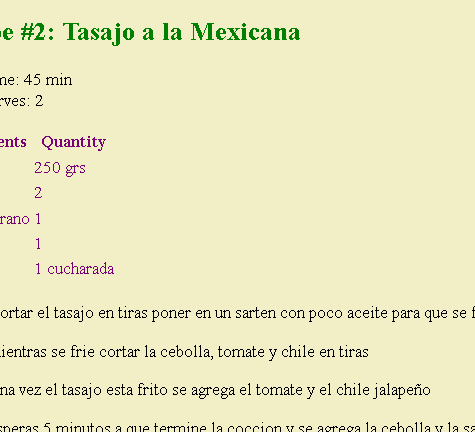 e #2: Tasajo a la Mexicana
me: 45 min
rves: 2
ents Quantity
250 grs
2
rano 1
1
1 cucharada
ortar el tasajo en tiras poner en un sarten con poco aceite para que se f
ientras se frie cortar la cebolla, tomate y chile en tiras
na vez el tasajo esta frito se agrega el tomate y el chile jalapeño
speras 5 minutos a que termine la coccion y se agrega la cebolla y la sa